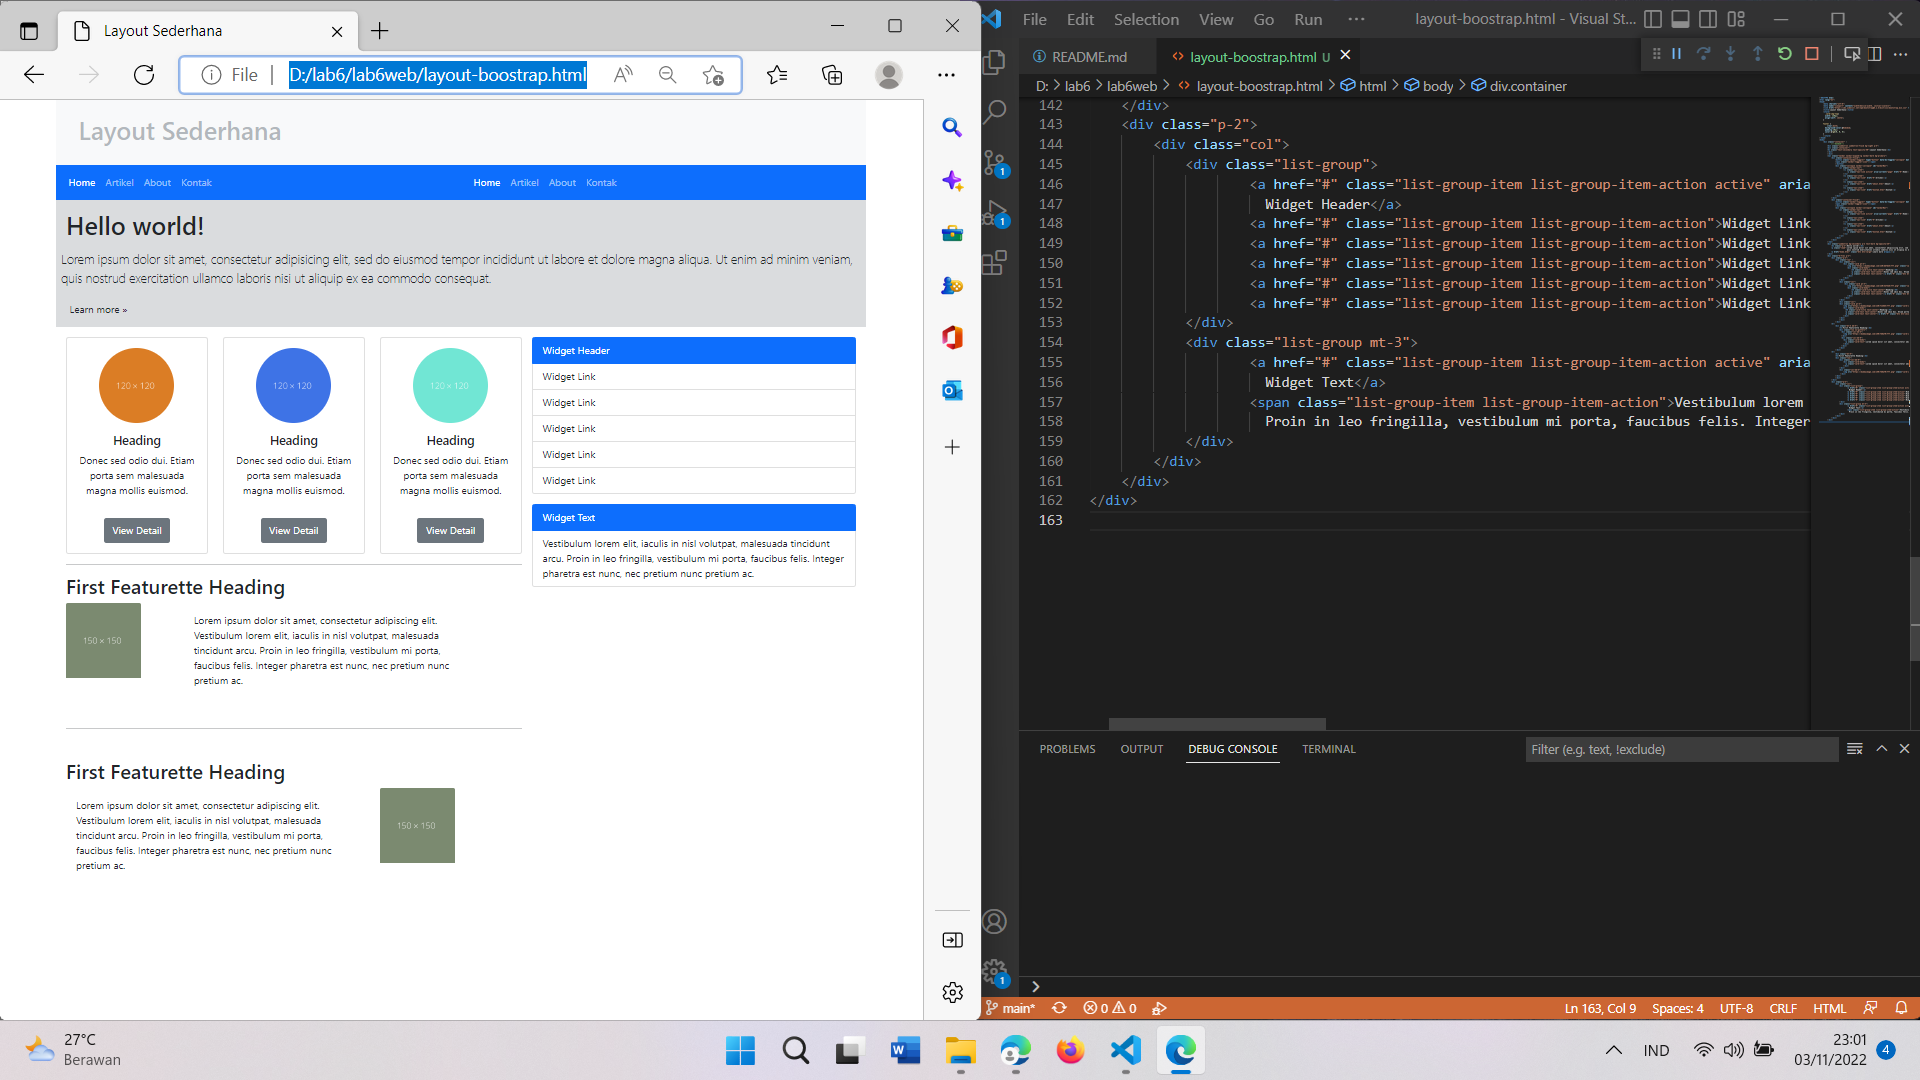 Layout Sederhana
File
D:/lab6/lab6web/layout-boostrap.html
Layout Sederhana
Home Artikel About Kontak Home Artikel About Kontak
Hello world!
Lorem ipsum dolor sit amet, consectetur adipisicing elit, sed do eiusmod tempor incididunt ut labore et dolore magna aliqua. Ut enim ad minim veniam,
quis nostrud exercitation ullamco laboris nisi ut aliquip ex ea commodo consequat.
Learn more »
120 × 120
Heading
Donec sed odio dui. Etiam
porta sem malesuada
magna mollis euismod.
View Detail
120 × 120
Heading
Donec sed odio dui. Etiam
porta sem malesuada
magna mollis euismod.
View Detail
120 × 120
Heading
Donec sed odio dui. Etiam
porta sem malesuada
magna mollis euismod.
View Detail
Widget Header
Widget Link
Widget Link
Widget Link
Widget Link
Widget Link
Widget Text
Vestibulum lorem elit, iaculis in nisl volutpat, malesuada tincidunt
arcu. Proin in leo fringilla, vestibulum mi porta, faucibus felis. Integer
pharetra est nunc, nec pretium nunc pretium ac.
First Featurette Heading
150 × 150
Lorem ipsum dolor sit amet, consectetur adipiscing elit.
Vestibulum lorem elit, iaculis in nisl volutpat, malesuada
tincidunt arcu. Proin in leo fringilla, vestibulum mi porta,
faucibus felis. Integer pharetra est nunc, nec pretium nunc
pretium ac.
First Featurette Heading
Lorem ipsum dolor sit amet, consectetur adipiscing elit.
Vestibulum lorem elit, iaculis in nisl volutpat, malesuada
tincidunt arcu. Proin in leo fringilla, vestibulum mi porta,
faucibus felis. Integer pharetra est nunc, nec pretium nunc
pretium ac.
150 × 150
File Edit Selection View Go Run ··· layout-boostrap.html - Visual St...
README.md layout-boostrap.html U
D: > lab6 > lab6web > layout-boostrap.html > html > body > div.container
142 </div>
143 <div class="p-2">
144 <div class="col">
145 <div class="list-group">
146 <a href="#" class="list-group-item list-group-item-action active" aria
147 Widget Header</a>
148 <a href="#" class="list-group-item list-group-item-action">Widget Link
149 <a href="#" class="list-group-item list-group-item-action">Widget Link
150 <a href="#" class="list-group-item list-group-item-action">Widget Link
151 <a href="#" class="list-group-item list-group-item-action">Widget Link
152 <a href="#" class="list-group-item list-group-item-action">Widget Link
153 </div>
154 <div class="list-group mt-3">
155 <a href="#" class="list-group-item list-group-item-action active" aria
156 Widget Text</a>
157 <span class="list-group-item list-group-item-action">Vestibulum lorem
158 Proin in leo fringilla, vestibulum mi porta, faucibus felis. Integer
159 </div>
160 </div>
161 </div>
162 </div>
163
1
1
PROBLEMS OUTPUT DEBUG CONSOLE TERMINAL
Filter (e.g. text, !exclude)
1
main* 0 0 Ln 163, Col 9 Spaces: 4 UTF-8 CRLF HTML
27°C
Berawan
IND
23:01
03/11/2022
4